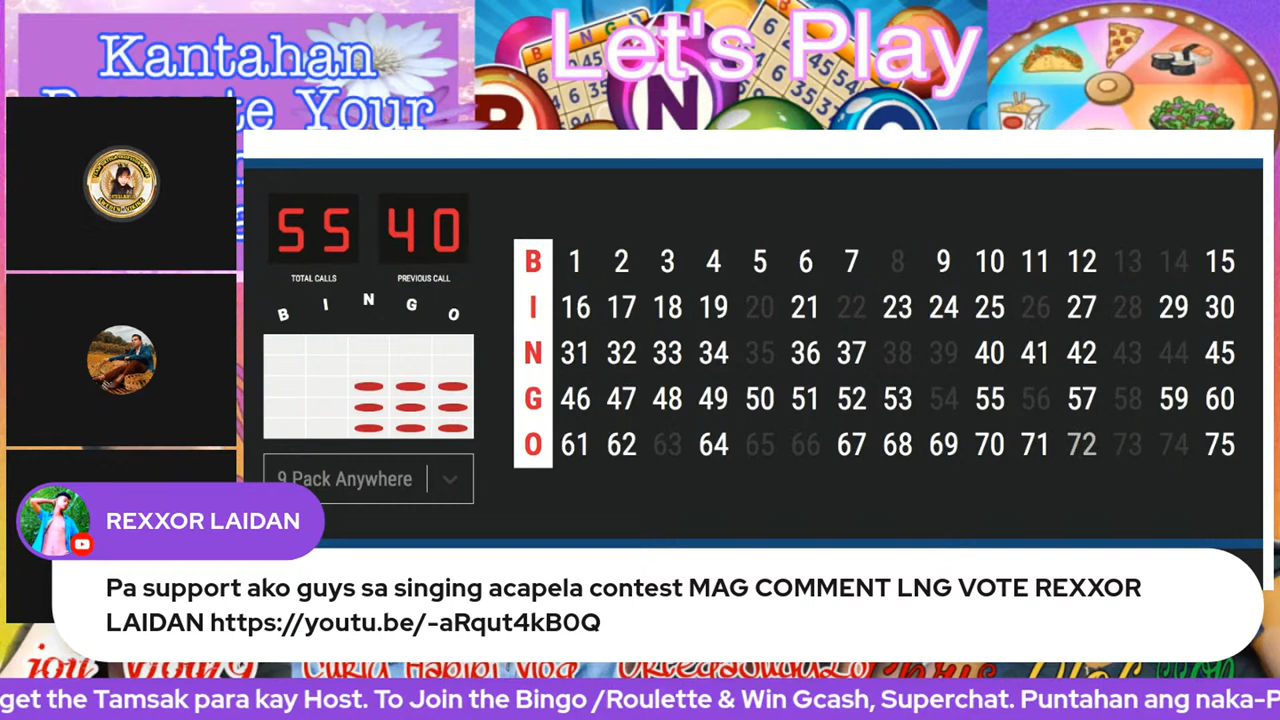 Kantahan
Let's Play
Your
N
55 40
TOTAL CALLS PREVIOUS CALL
B I N G O
9 Pack Anywhere
B 1 2 3 4 5 6 7 8 9 10 11 12 13 14 15
I 16 17 18 19 20 21 22 23 24 25 26 27 28 29 30
N 31 32 33 34 35 36 37 38 39 40 41 42 43 44 45
G 46 47 48 49 50 51 52 53 54 55 56 57 58 59 60
O 61 62 63 64 65 66 67 68 69 70 71 72 73 74 75
REXXOR LAIDAN
Pa support ako guys sa singing acapela contest MAG COMMENT LNG VOTE REXXOR
LAIDAN https://youtu.be/-aRqut4kB0Q
get the Tamsak para kay Host. To Join the Bingo /Roulette & Win Gcash, Superchat. Puntahan ang naka-P